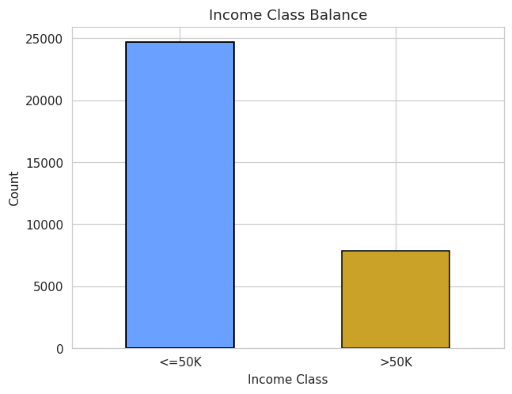 Income Class Balance
Count
25000
20000
15000
10000
5000
0
<=50K
>50K
Income Class